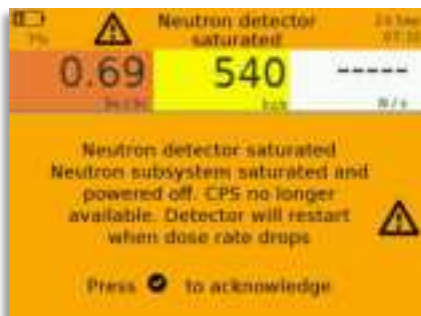 Neutron detector
saturated
0.69
540
-----
Neutron detector saturated
Neutron subsystem saturated and
powered off. CPS no longer
available. Detector will restart
when dose rate drops
Press to acknowledge